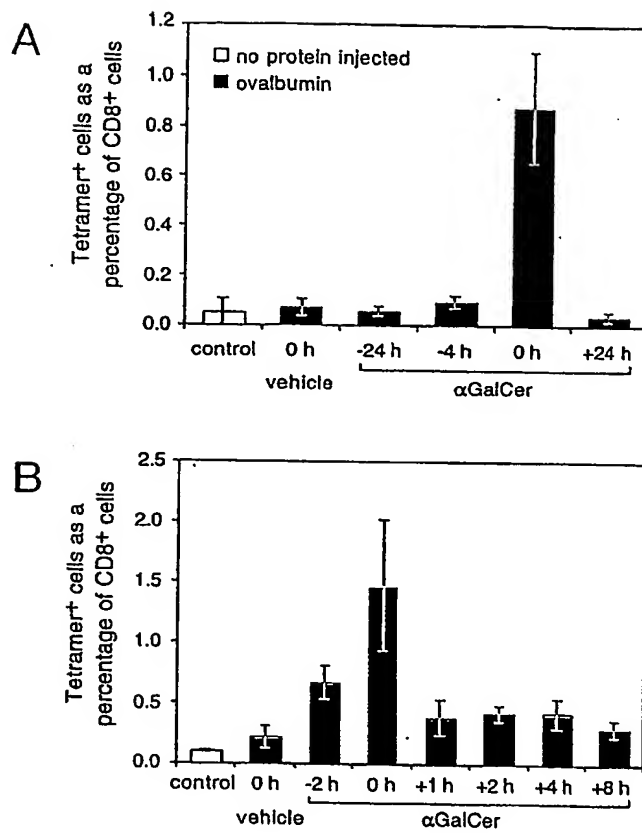 A
Tetramer+ cells as a
percentage of CD8+ cells
1.2
1.0
0.8
0.6
0.4
0.2
0.0
no protein injected
ovalbumin
control 0 h -24 h -4 h 0 h +24 h
vehicle αGalCer
B
Tetramer+ cells as a
percentage of CD8+ cells
2.5
2.0
1.5
1.0
0.5
0.0
control 0 h -2 h 0 h +1 h +2 h +4 h +8 h
vehicle αGalCer